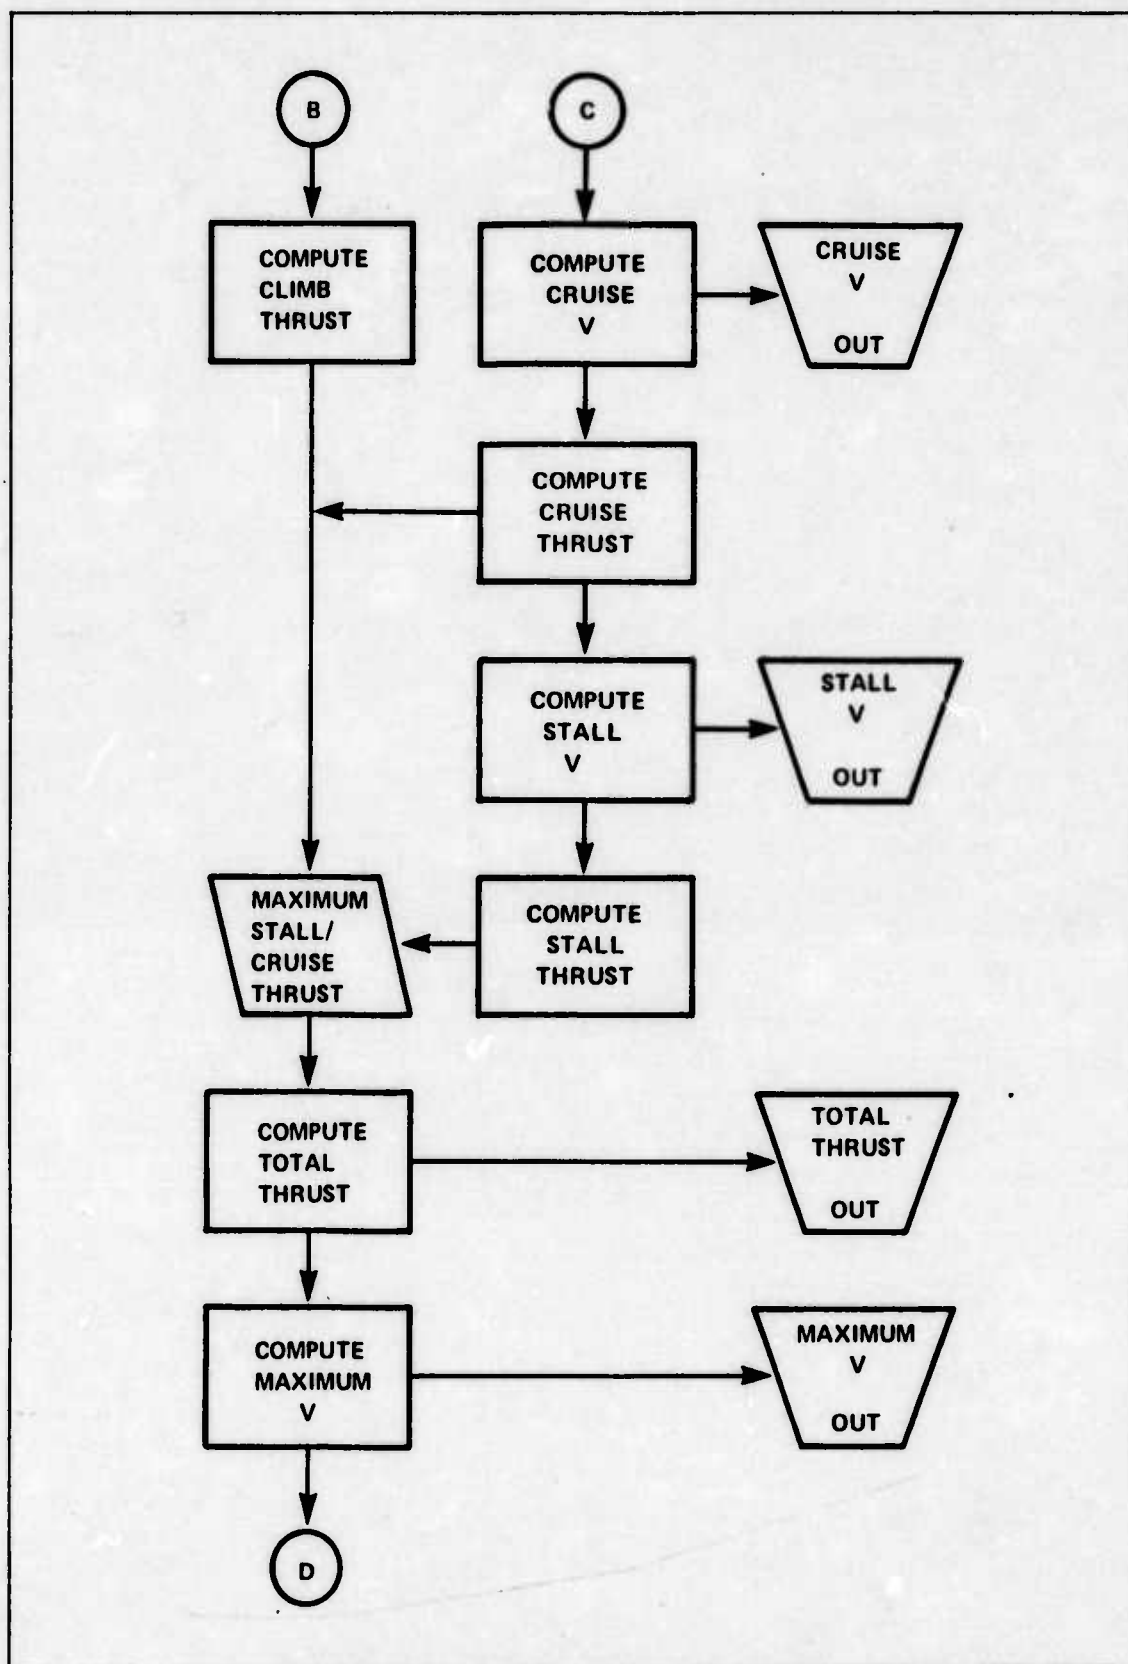 B
C
COMPUTE
CLIMB
THRUST
COMPUTE
CRUISE
V
CRUISE
V
OUT
COMPUTE
CRUISE
THRUST
COMPUTE
STALL
V
STALL
V
OUT
MAXIMUM
STALL/
CRUISE
THRUST
COMPUTE
STALL
THRUST
COMPUTE
TOTAL
THRUST
TOTAL
THRUST
OUT
COMPUTE
MAXIMUM
V
MAXIMUM
V
OUT
D